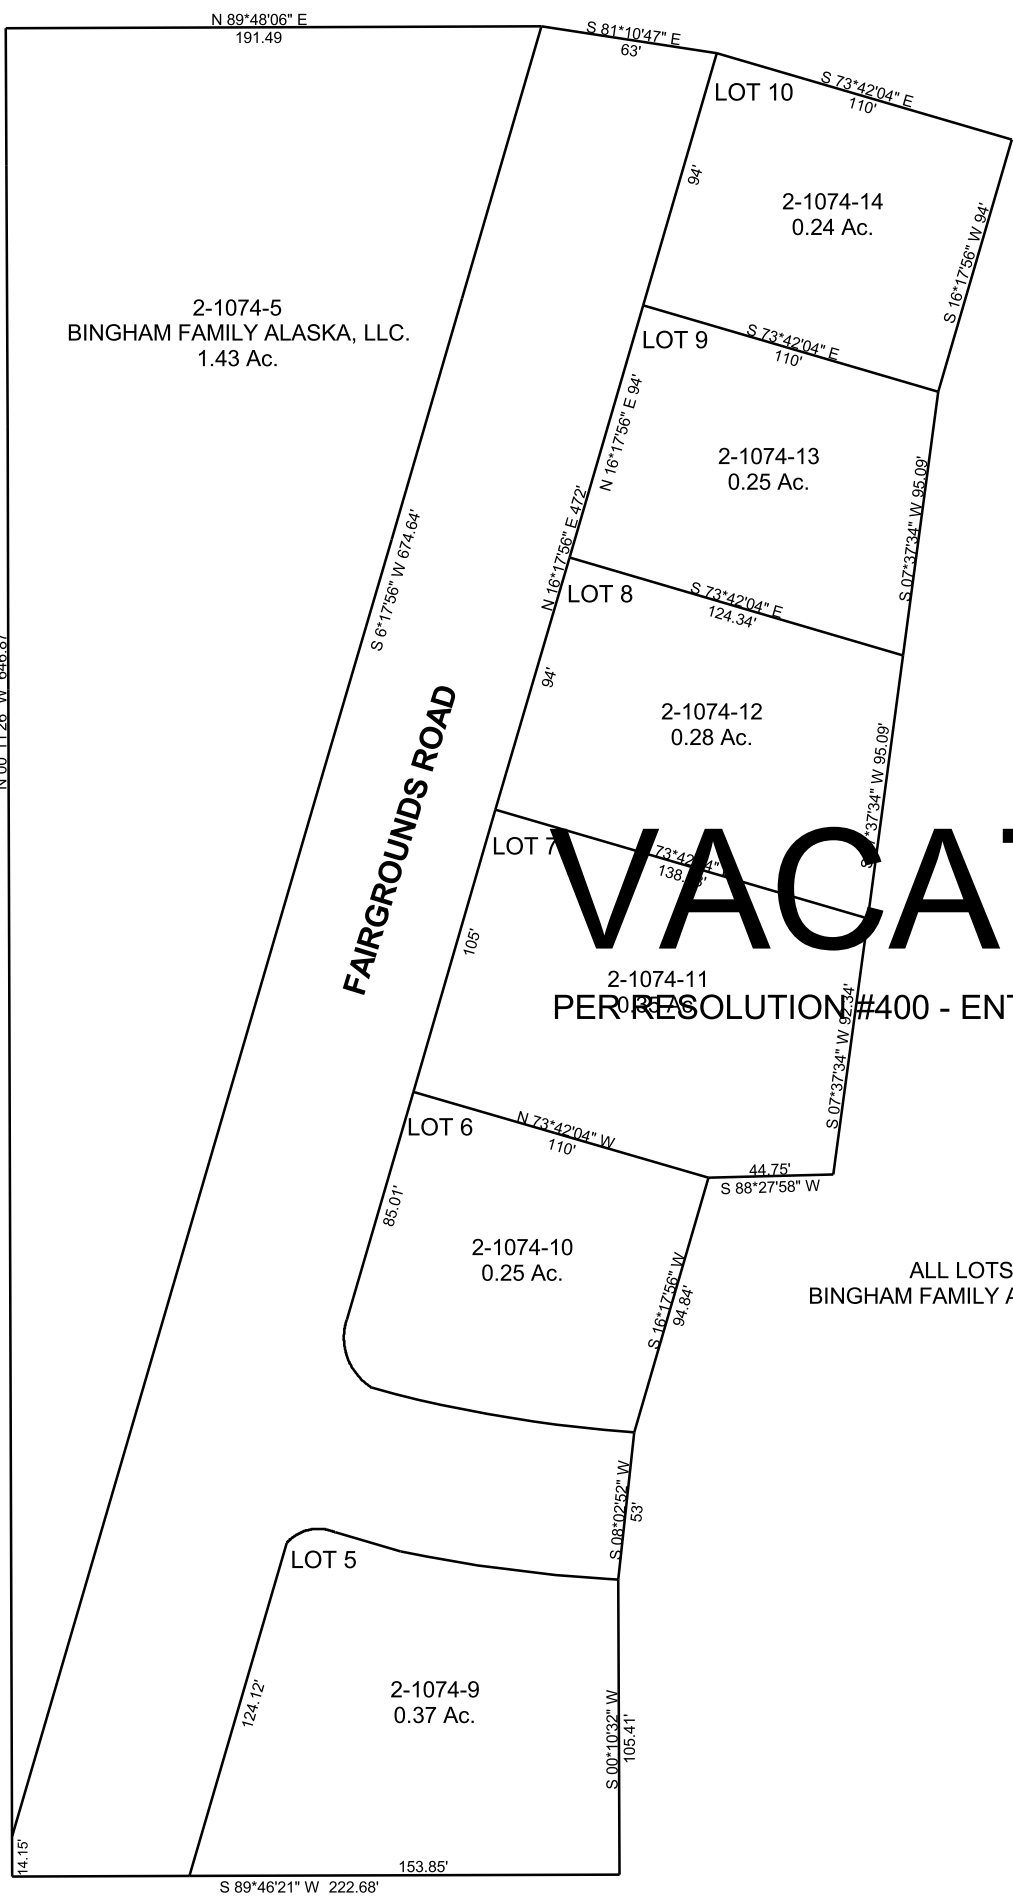 N 89*48'06" E
191.49
S 81*10'47" E
63'
S 73*42'04" E
110'
LOT 10
94'
2-1074-14
0.24 Ac.
S 16*17'56" W 94'
2-1074-5
BINGHAM FAMILY ALASKA, LLC.
1.43 Ac.
S 73*42'04" E
110'
LOT 9
N 16*17'56" E 94'
2-1074-13
0.25 Ac.
S 07*37'34" W 95.09'
N 16*17'56" E 472'
S 6*17'56" W 674.64'
LOT 8
S 73*42'04" E
124.34'
94'
2-1074-12
0.28 Ac.
37'34" W 95.09'
FAIRGROUNDS ROAD
LOT 7
VACAT
105'
2-1074-11
PER RESOLUTION #400 - ENT
S 07*37'34" W 92.34'
LOT 6
N 73*42'04" W
110'
44.75'
S 88*27'58" W
85.01'
2-1074-10
0.25 Ac.
S 16*17'56" W
94.84'
ALL LOTS
BINGHAM FAMILY A
S 08*02'52" W
53'
LOT 5
2-1074-9
0.37 Ac.
124.12'
S 00*10'32" W
105.41'
14.15'
153.85'
S 89*46'21" W 222.68'